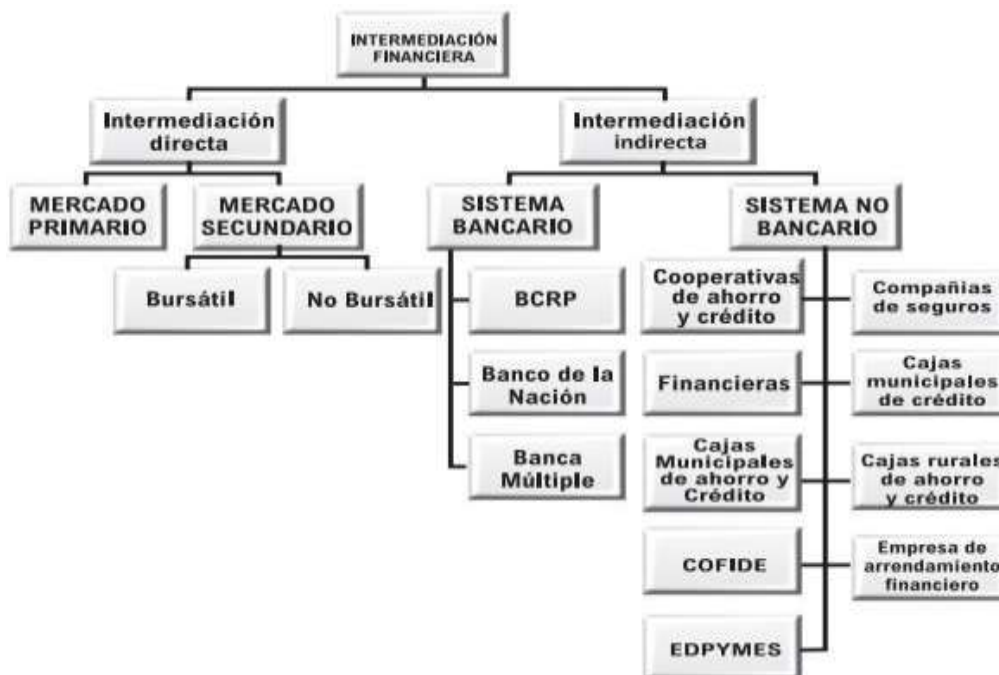 INTERMEDIACIÓN
FINANCIERA
Intermediación
directa
Intermediación
indirecta
MERCADO
PRIMARIO
MERCADO
SECUNDARIO
SISTEMA
BANCARIO
SISTEMA NO
BANCARIO
Bursátil
No Bursátil
BCRP
Banco de la
Nación
Banca
Múltiple
Cooperativas
de ahorro
y crédito
Compañias
de seguros
Financieras
Cajas
municipales
de crédito
Cajas
Municipales
de ahorro y
Crédito
Cajas rurales
de ahorro
y crédito
COFIDE
Empresa de
arrendamiento
financiero
EDPYMES